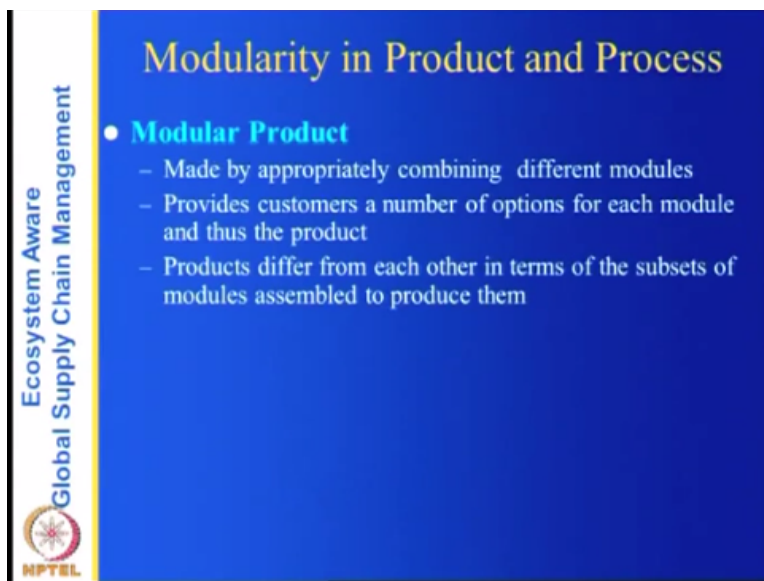 Modularity in Product and Process
Modular Product
– Made by appropriately combining different modules
– Provides customers a number of options for each module
and thus the product
– Products differ from each other in terms of the subsets of
modules assembled to produce them
Ecosystem Aware
Global Supply Chain Management
NPTEL